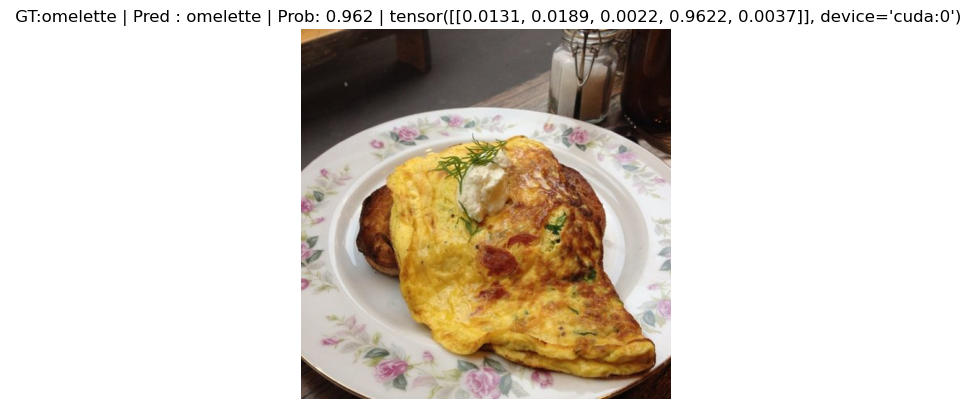 GT:omelette | Pred : omelette | Prob: 0.962 | tensor([[0.0131, 0.0189, 0.0022, 0.9622, 0.0037]], device='cuda:0')